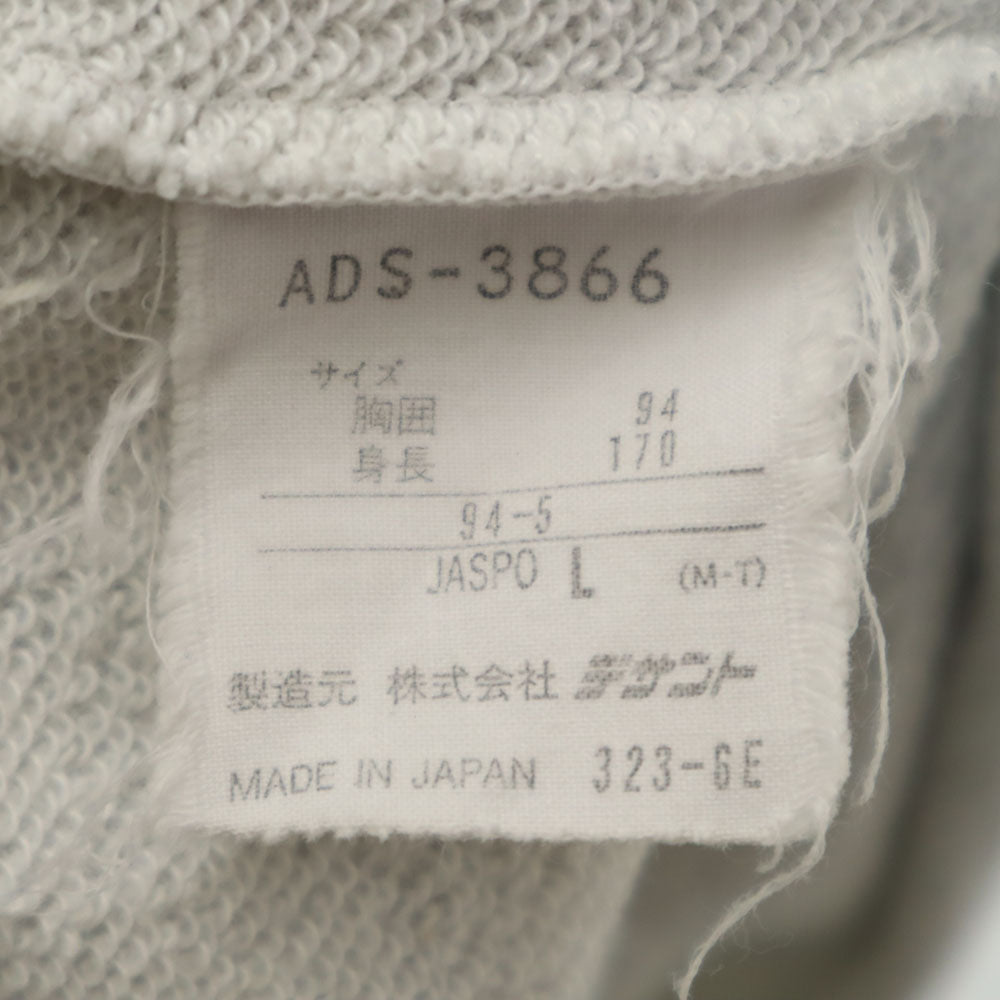 ADS-3866
サイズ
胸囲 94
身長 170
94-5
JASPO L (M-T)
製造元 株式会社 デサント
MADE IN JAPAN 323-6E